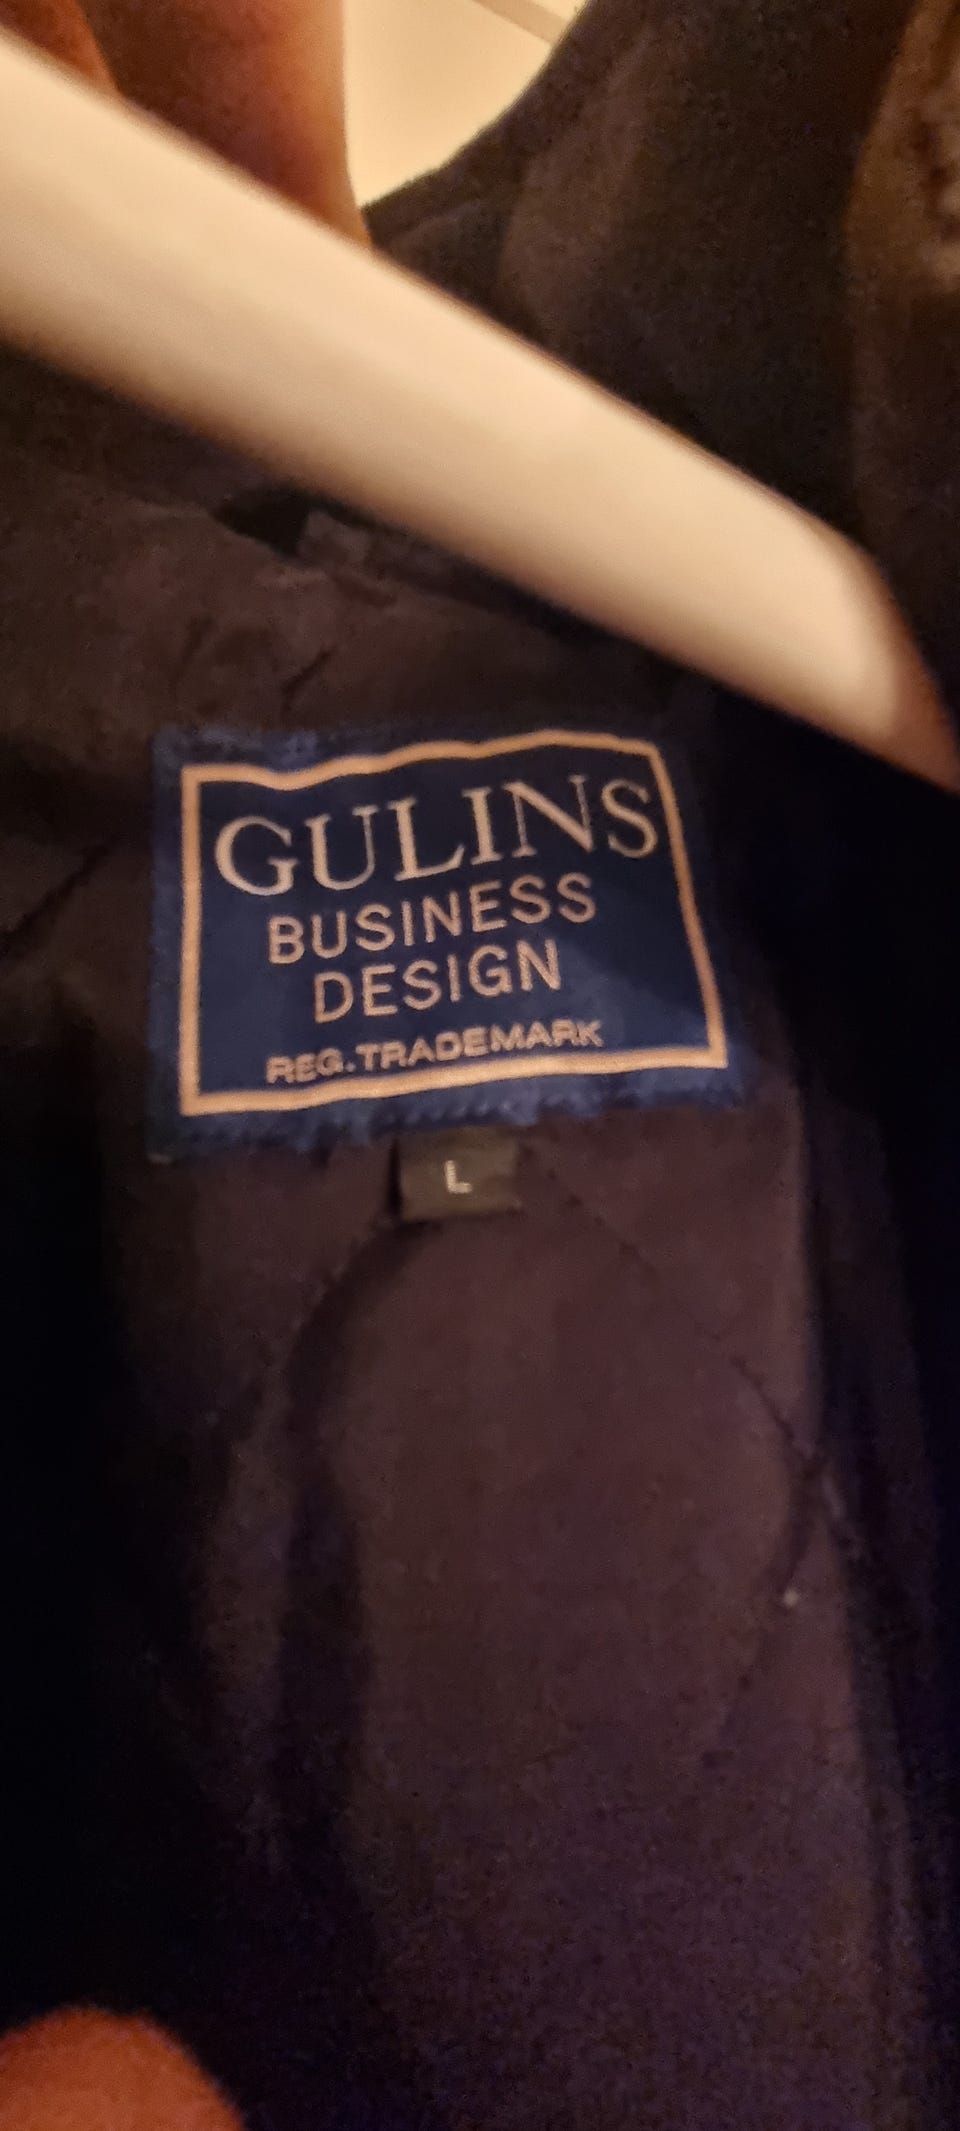 GULINS
BUSINESS
DESIGN
REG.TRADEMARK
L